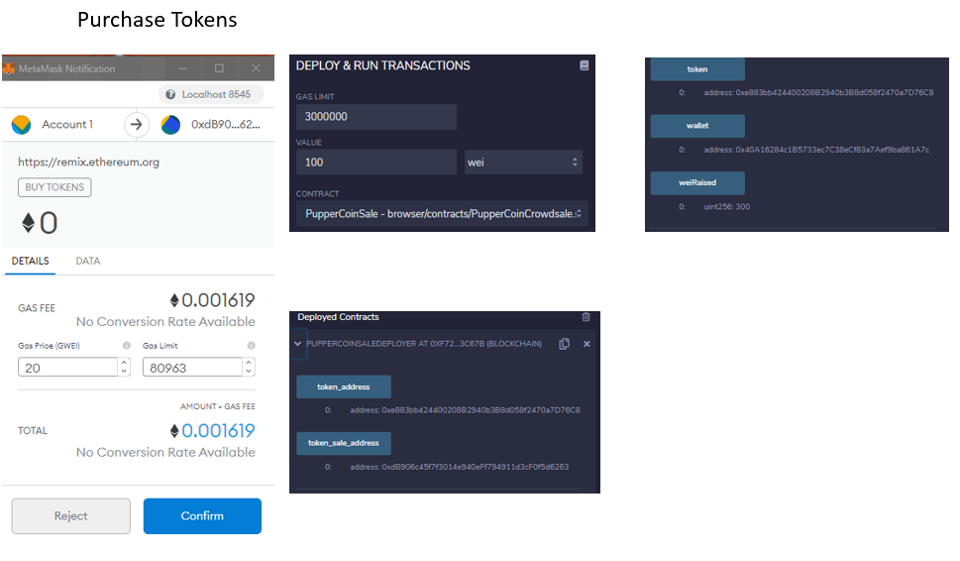 Purchase Tokens
MetaMask Notification
Localhost 8545
Account 1
0xdB90...62...
https://remix.ethereum.org
BUY TOKENS
0
DETAILS
DATA
GAS FEE
0.001619
No Conversion Rate Available
Gas Price (GWEI)
Gas Limit
20
80963
AMOUNT + GAS FEE
TOTAL
0.001619
No Conversion Rate Available
Reject
Confirm
DEPLOY & RUN TRANSACTIONS
GAS LIMIT
3000000
VALUE
100
wei
CONTRACT
PupperCoinSale - browser/contracts/PupperCoinCrowdsale.s
token
0: address: 0xe883bb424400208B2940b3B8d058f2470a7D76C8
wallet
0: address: 0x40A16284c1B5733ec7C38eCf83a7Aef9ba861A7c
weiRaised
0: uint256: 300
Deployed Contracts
PUPPERCOINSALEDEPLOYER AT 0XF72...3C67B (BLOCKCHAIN)
token_address
0: address: 0xe883bb424400208B2940b3B8d058f2470a7D76C8
token_sale_address
0: address: 0xdB906c45f7f3014e940eFf794911d3cF0f5d6263